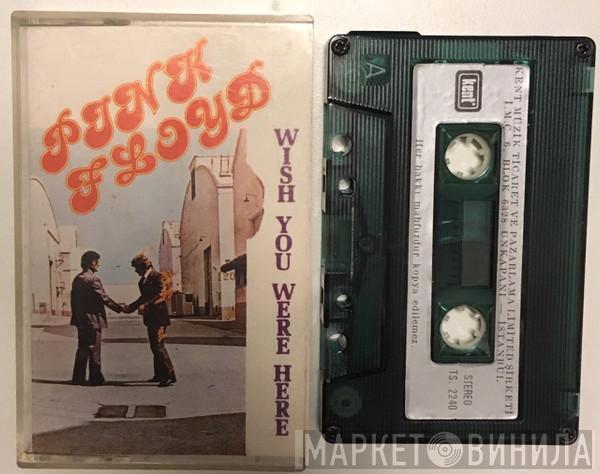 PINK
FLOYD
WISH YOU WERE HERE
A
kent
KENT MÜZİK TİCARET VE PAZARLAMA LİMİTED ŞİRKETİ
İ.M.Ç. 6. BLOK 6328 UNKAPANI — İSTANBUL
Her hakkı mahfuzdur kopya edilemez.
STEREO
TS. 2240
МАРКЕТ ВИНИЛА